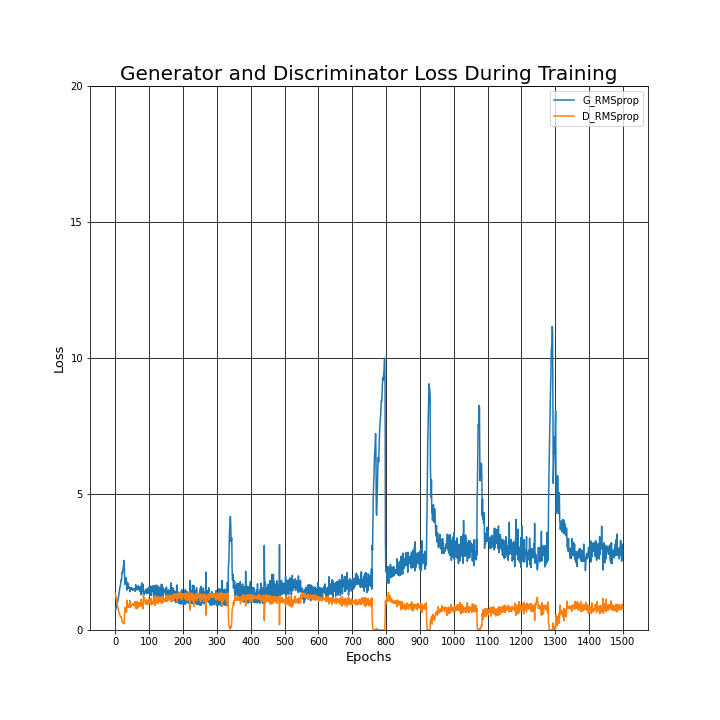 Generator and Discriminator Loss During Training
G_RMSprop
D_RMSprop
20
15
10
5
0
Loss
0 100 200 300 400 500 600 700 800 900 1000 1100 1200 1300 1400 1500
Epochs